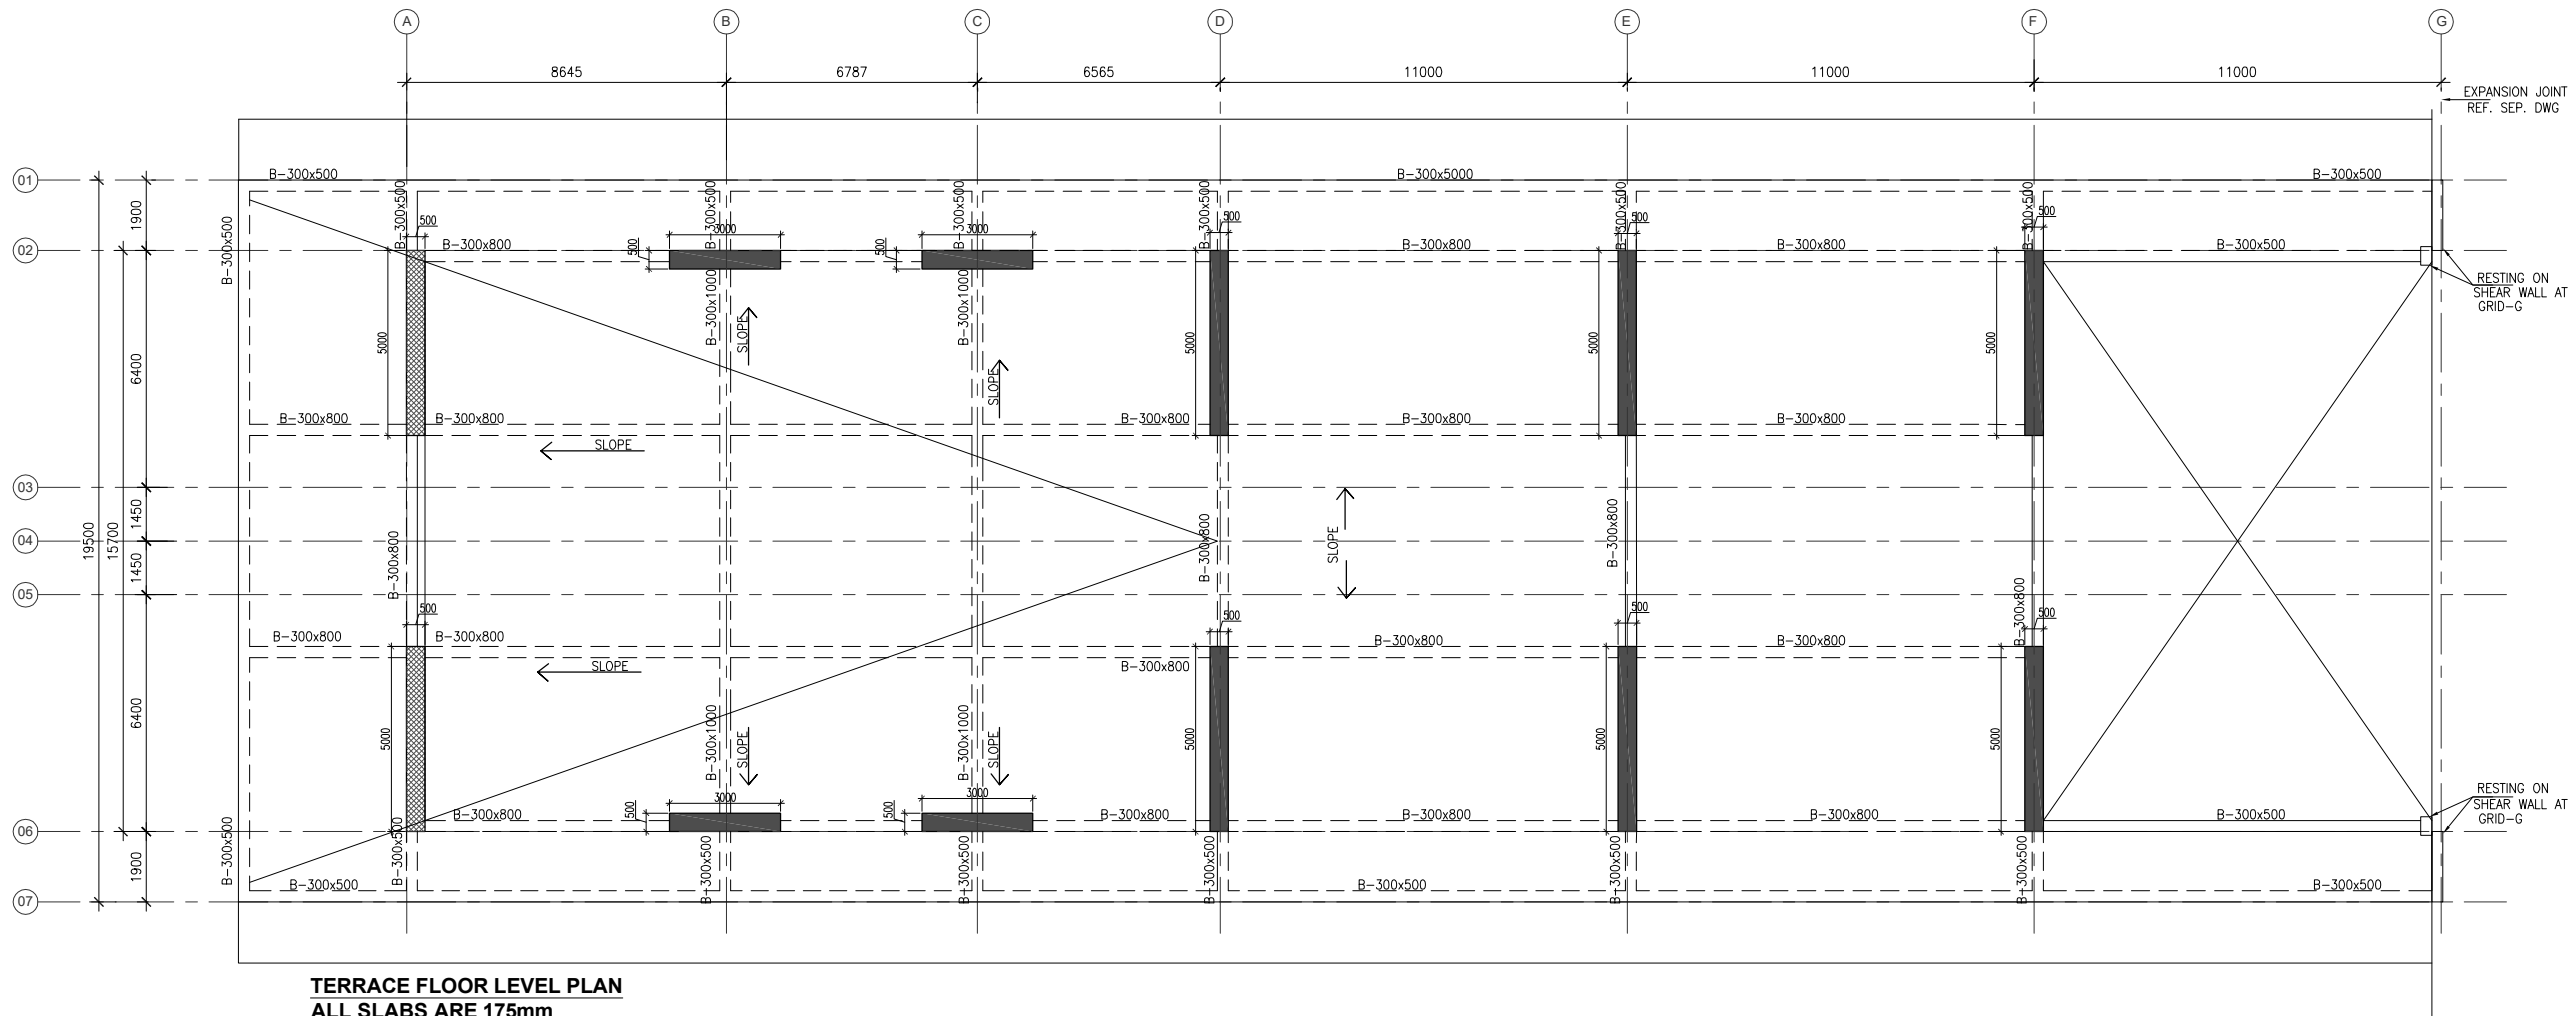 A B C D E F G
8645 6787 6565 11000 11000 11000
EXPANSION JOINT
REF. SEP. DWG
01
B-300x500 B-300x5000 B-300x500
1900
B-300x500
B-300x500 B-300x500 B-300x500 B-300x500 B-300x500 B-300x500
500 3000 3000 500 500 500
02
B-300x800 500 500 B-300x800 B-300x800 B-300x500
RESTING ON
SHEAR WALL AT
GRID-G
B-300x1000 B-300x1000
SLOPE SLOPE
6400
5000 5000 5000 5000
B-300x800 B-300x800 B-300x800 B-300x800 B-300x800
SLOPE
03
1450
19500
15700
04
1450
B-300x800 B-300x800 B-300x800 B-300x800
SLOPE
05
500 500 500 500
B-300x800 B-300x800 B-300x800 B-300x800
SLOPE B-300x800
6400
5000 5000 5000 5000
B-300x1000 B-300x1000
SLOPE SLOPE
3000 3000
RESTING ON
SHEAR WALL AT
GRID-G
B-300x800 500 500 B-300x800 B-300x800 B-300x800 B-300x500
06
1900
B-300x500
B-300x500 B-300x500 B-300x500 B-300x500 B-300x500 B-300x500
B-300x500 B-300x500 B-300x500
07
TERRACE FLOOR LEVEL PLAN
ALL SLABS ARE 175mm